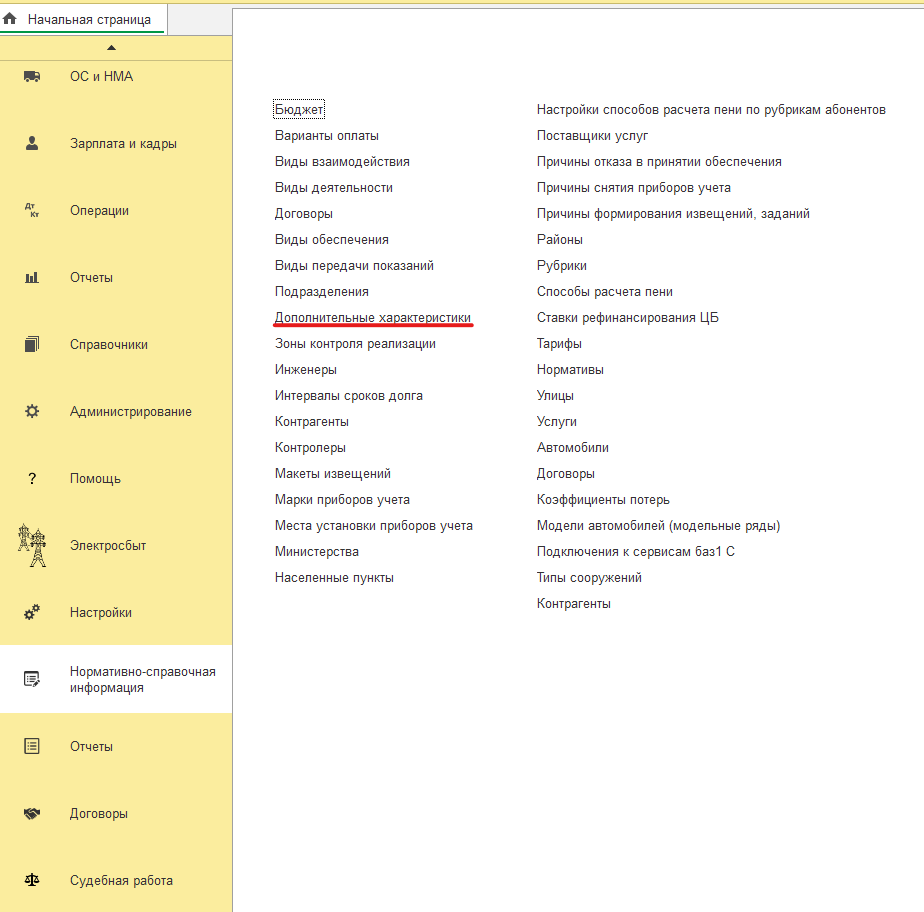 Начальная страница
ОС и НМА
Зарплата и кадры
Дт
Кт
Операции
Отчеты
Справочники
Администрирование
?
Помощь
Электросбыт
Настройки
Нормативно-справочная
информация
Отчеты
Договоры
Судебная работа
Бюджет
Варианты оплаты
Виды взаимодействия
Виды деятельности
Договоры
Виды обеспечения
Виды передачи показаний
Подразделения
Дополнительные характеристики
Зоны контроля реализации
Инженеры
Интервалы сроков долга
Контрагенты
Контролеры
Макеты извещений
Марки приборов учета
Места установки приборов учета
Министерства
Населенные пункты
Настройки способов расчета пени по рубрикам абонентов
Поставщики услуг
Причины отказа в принятии обеспечения
Причины снятия приборов учета
Причины формирования извещений, заданий
Районы
Рубрики
Способы расчета пени
Ставки рефинансирования ЦБ
Тарифы
Нормативы
Улицы
Услуги
Автомобили
Договоры
Коэффициенты потерь
Модели автомобилей (модельные ряды)
Подключения к сервисам баз1 С
Типы сооружений
Контрагенты